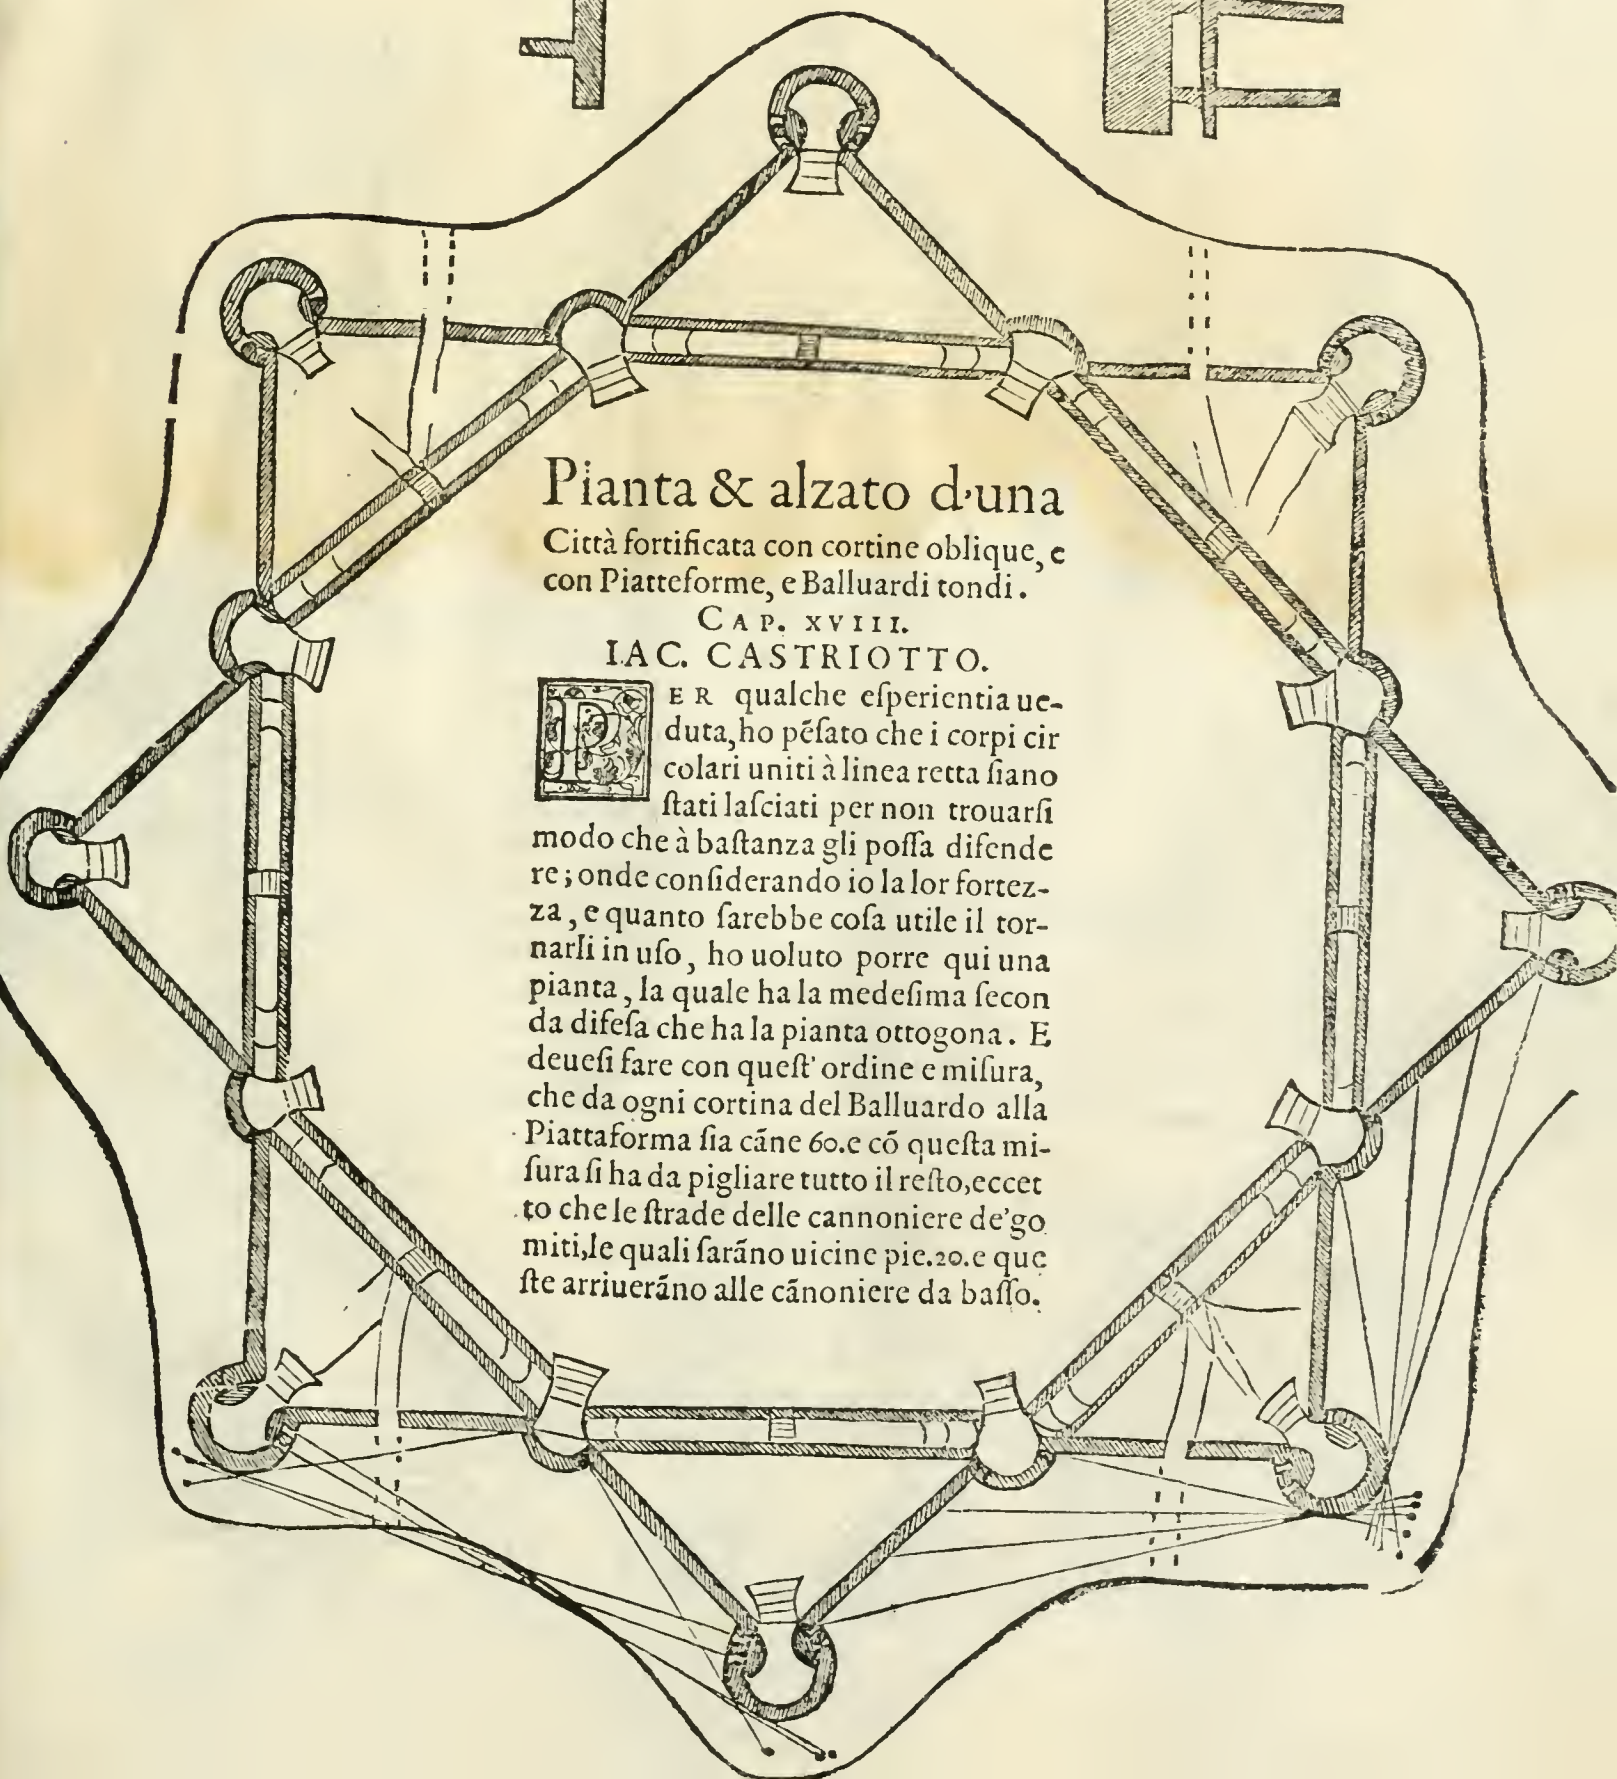 Pianta & alzato d'una
Città fortificata con cortine oblique, e
con Piatteforme, e Balluardi tondi.
CAP. XVIII.
IAC. CASTRIOTTO.
PER qualche eſperientia ue-
duta, ho pēſato che i corpi cir
colari uniti à linea retta ſiano
ſtati laſciati per non trouarſi
modo che à baſtanza gli poſſa difende
re; onde conſiderando io la lor fortez-
za, e quanto ſarebbe coſa utile il tor-
narli in uſo, ho uoluto porre qui una
pianta, la quale ha la medeſima ſecon
da difeſa che ha la pianta ottogona. E
deueſi fare con queſt' ordine e miſura,
che da ogni cortina del Balluardo alla
Piattaforma ſia cāne 60. e cō queſta mi-
ſura ſi ha da pigliare tutto il reſto, eccet
to che le ſtrade delle cannoniere de' go
miti, le quali ſarāno uicine pie. 20. e que
ſte arriuerāno alle cānoniere da baſſo.